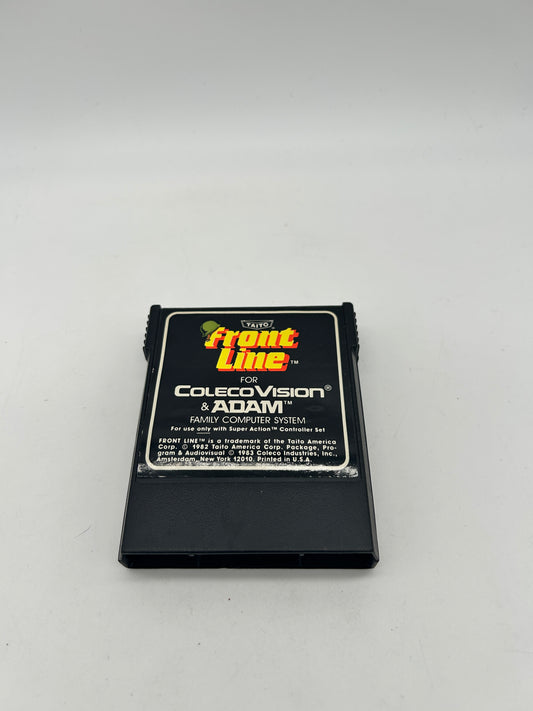 TAITO
Front
Line™
FOR
COLECOVISION®
& ADAM™
FAMILY COMPUTER SYSTEM
For use only with Super Action™ Controller Set
FRONT LINE™ is a trademark of the Taito America
Corp. © 1982 Taito America Corp. Package, Pro-
gram & Audiovisual © 1983 Coleco Industries, Inc.,
Amsterdam, New York 12010. Printed in U.S.A.